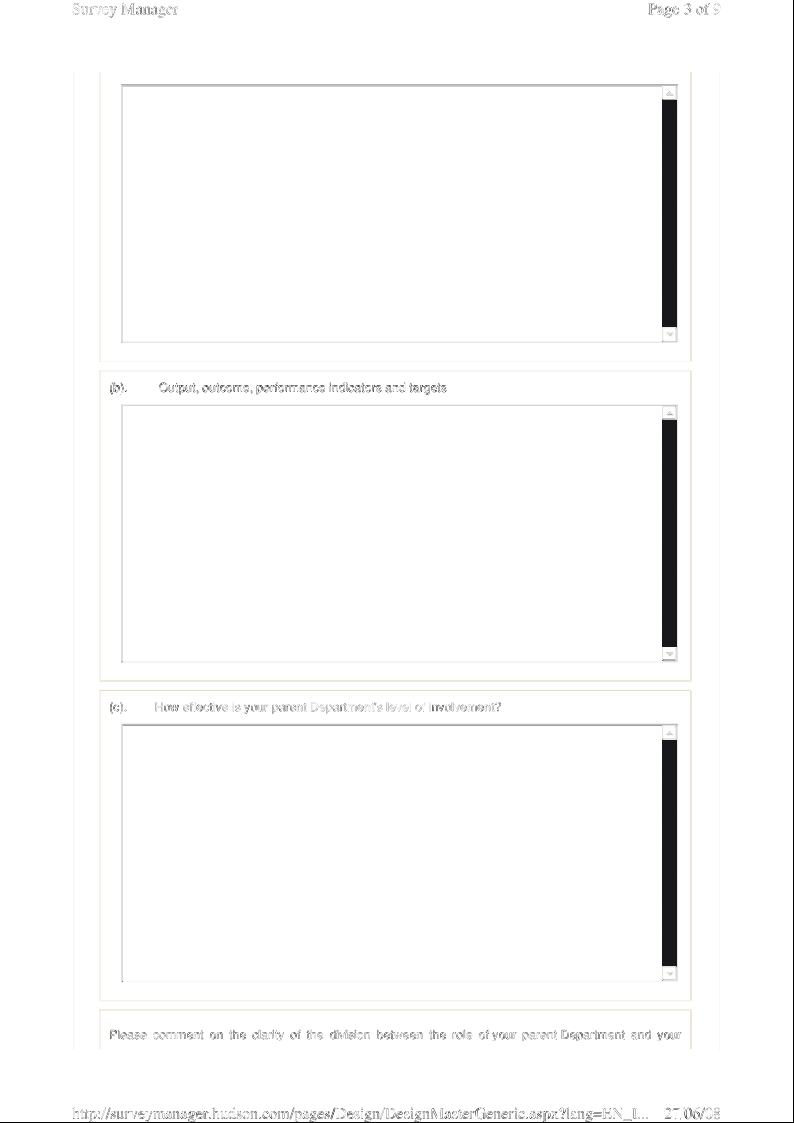 Survey Manager Page 3 of 9
(b). Output, outcome, performance indicators and targets
(c). How effective is your parent Department's level of involvement?
Please comment on the clarity of the division between the role of your parent Department and your
http://surveymanager.hudson.com/pages/Design/DesignMasterGeneric.aspx?lang=EN_I... 27/06/08